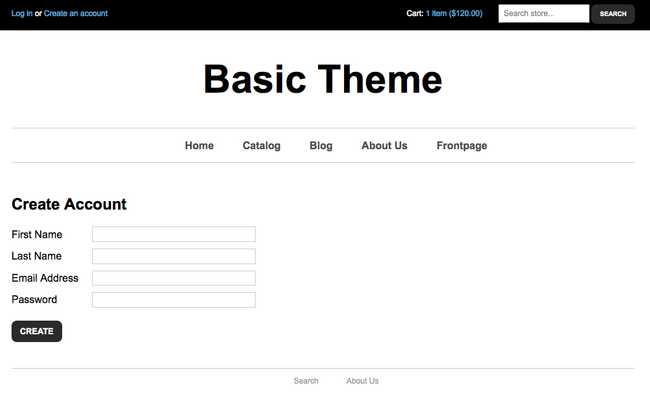 Log in or Create an account Cart: 1 item ($120.00) Search store... SEARCH
Basic Theme
Home Catalog Blog About Us Frontpage
Create Account
First Name
Last Name
Email Address
Password
CREATE
Search About Us